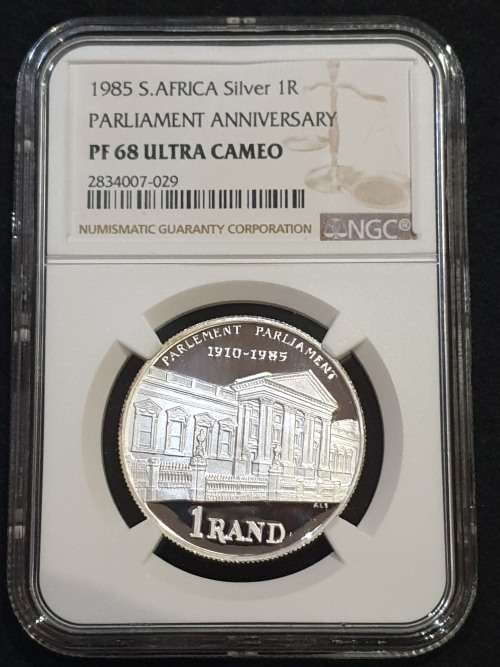 1985 S.AFRICA Silver 1R
PARLIAMENT ANNIVERSARY
PF 68 ULTRA CAMEO
2834007-029
NUMISMATIC GUARANTY CORPORATION
NGC®
PARLEMENT PARLIAMENT
1910-1985
ALS
1 RAND